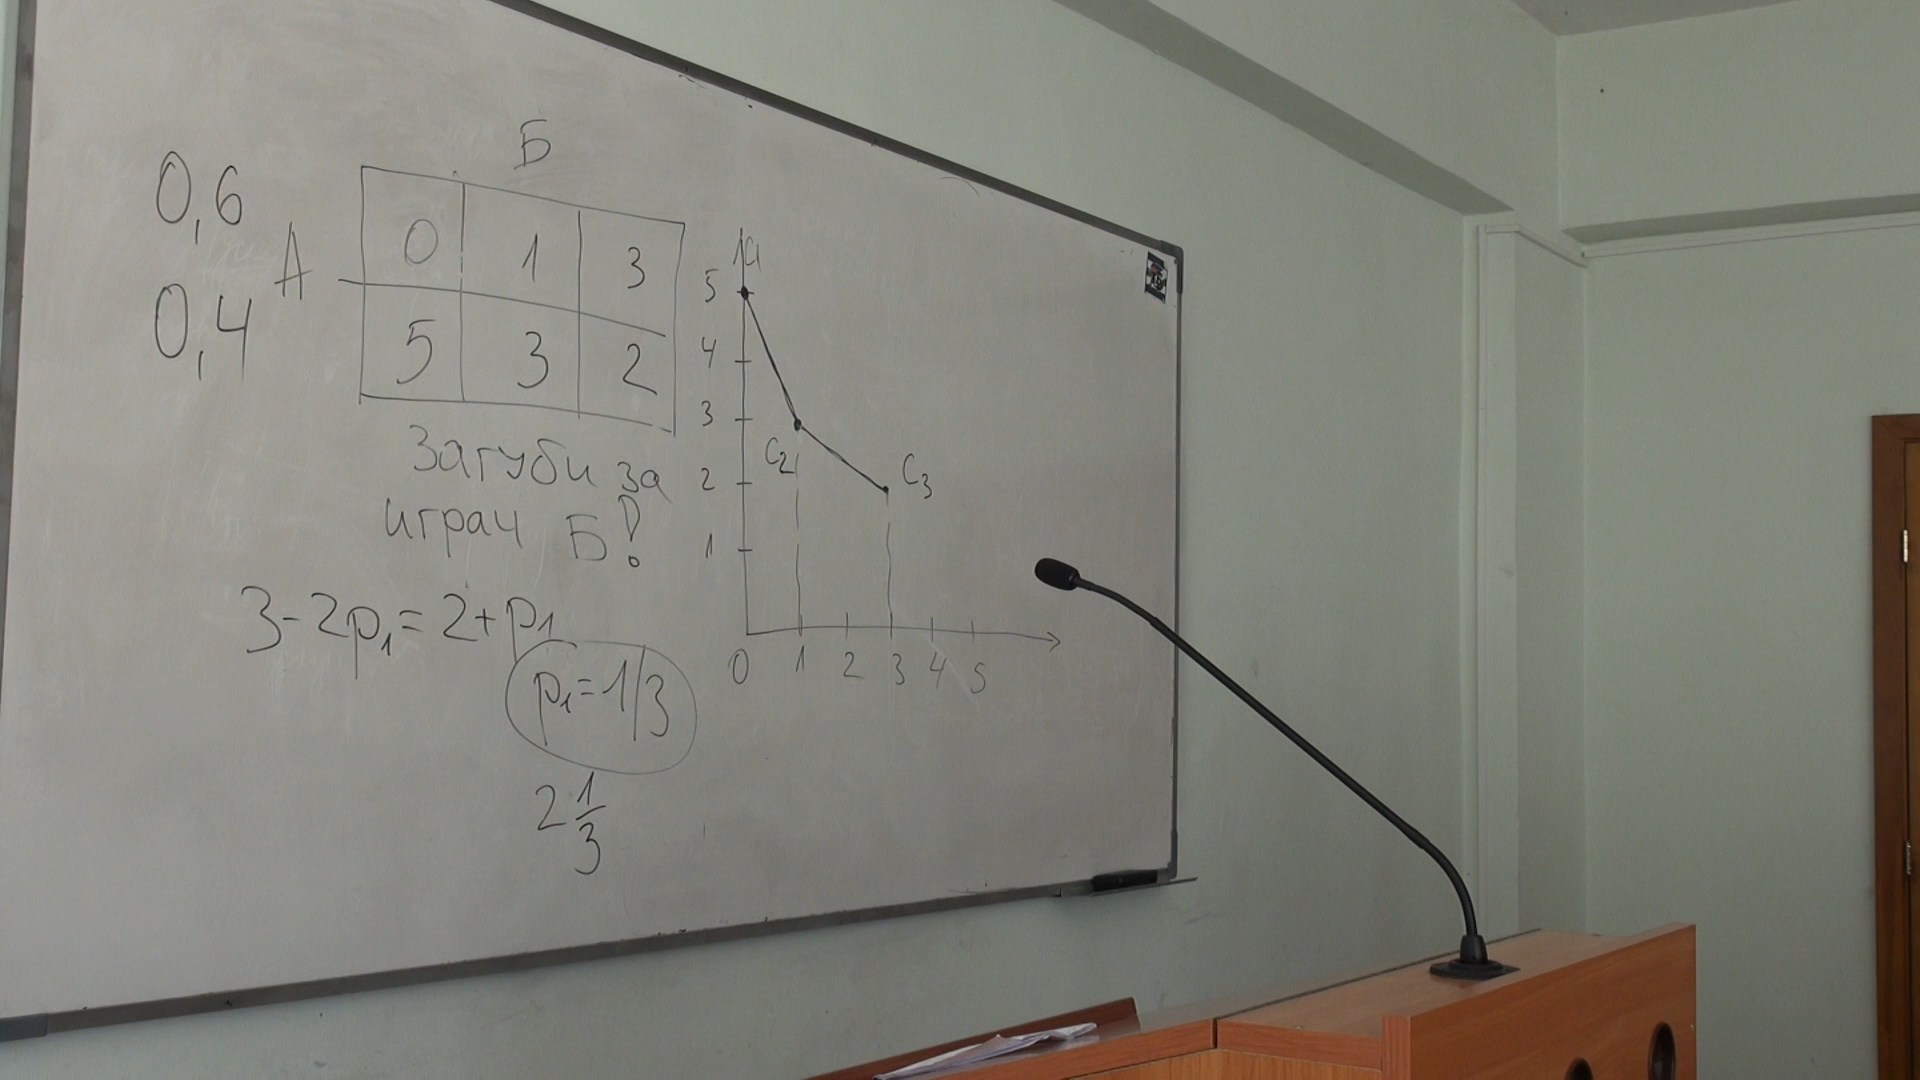 Б
0,6
А
0 1 3
0,4
5 3 2
Загуби за
играч Б!
3-2p₁=2+p₁
p₁=1/3
2 1/3
5
4
3
2
1
C₂
C₃
0 1 2 3 4 5